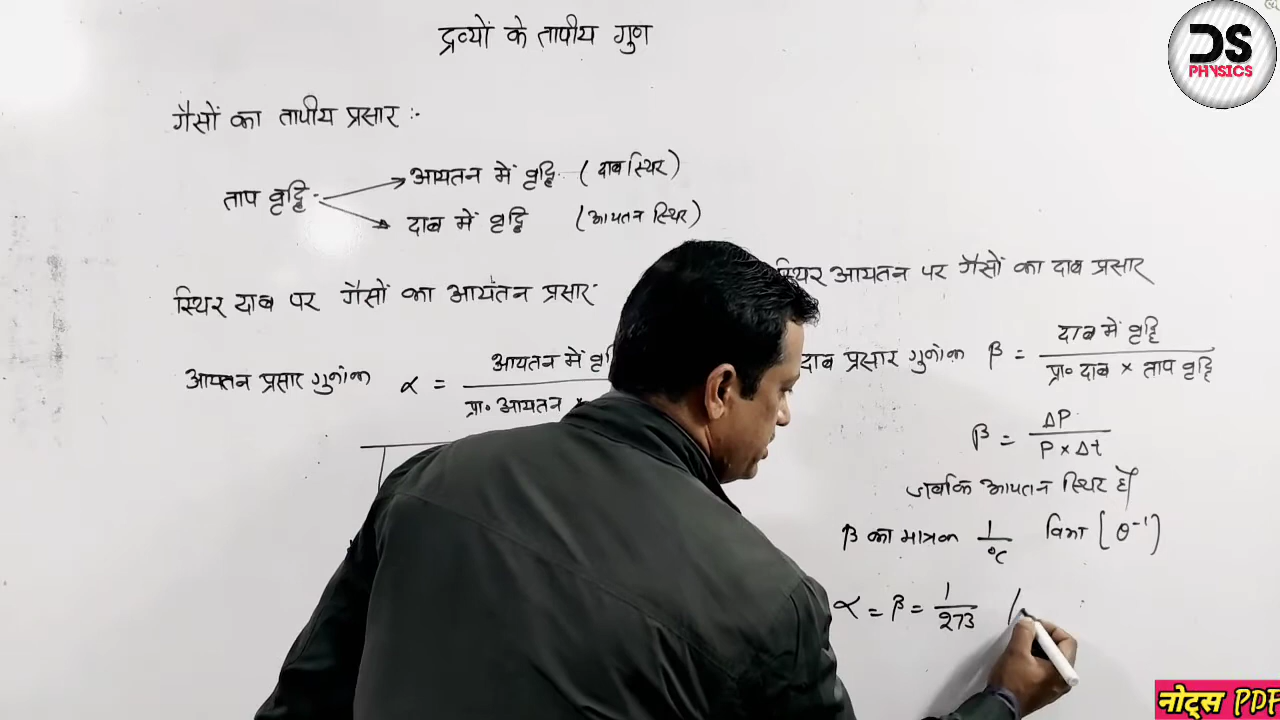 द्रव्यों के तापीय गुण
DS
PHYSICS
गैसों का तापीय प्रसार :-
ताप वृद्धि
आयतन में वृद्धि (दाब स्थिर)
दाब में वृद्धि (आयतन स्थिर)
स्थिर दाब पर गैसों का आयतन प्रसार
आयतन प्रसार गुणांक α = आयतन में
प्रा॰ आयतन ×
स्थिर आयतन पर गैसों का दाब प्रसार
दाब प्रसार गुणांक β = दाब में वृद्धि
प्रा॰ दाब × ताप वृद्धि
β = ΔP
P × Δt
जबकि आयतन स्थिर हो
β का मात्रक 1/°C विमा [θ⁻¹]
α = β = 1/273
नोट्स PDF